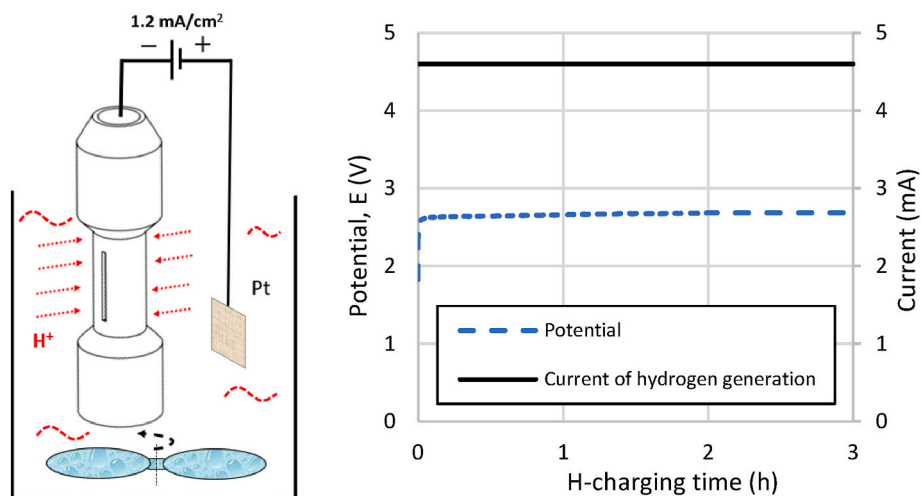 1.2 mA/cm²
− +
Pt
H⁺
Potential, E (V)
5
4
3
2
1
0
Potential
Current of hydrogen generation
5
4
3
2
1
0
Current (mA)
0 1 2 3
H-charging time (h)